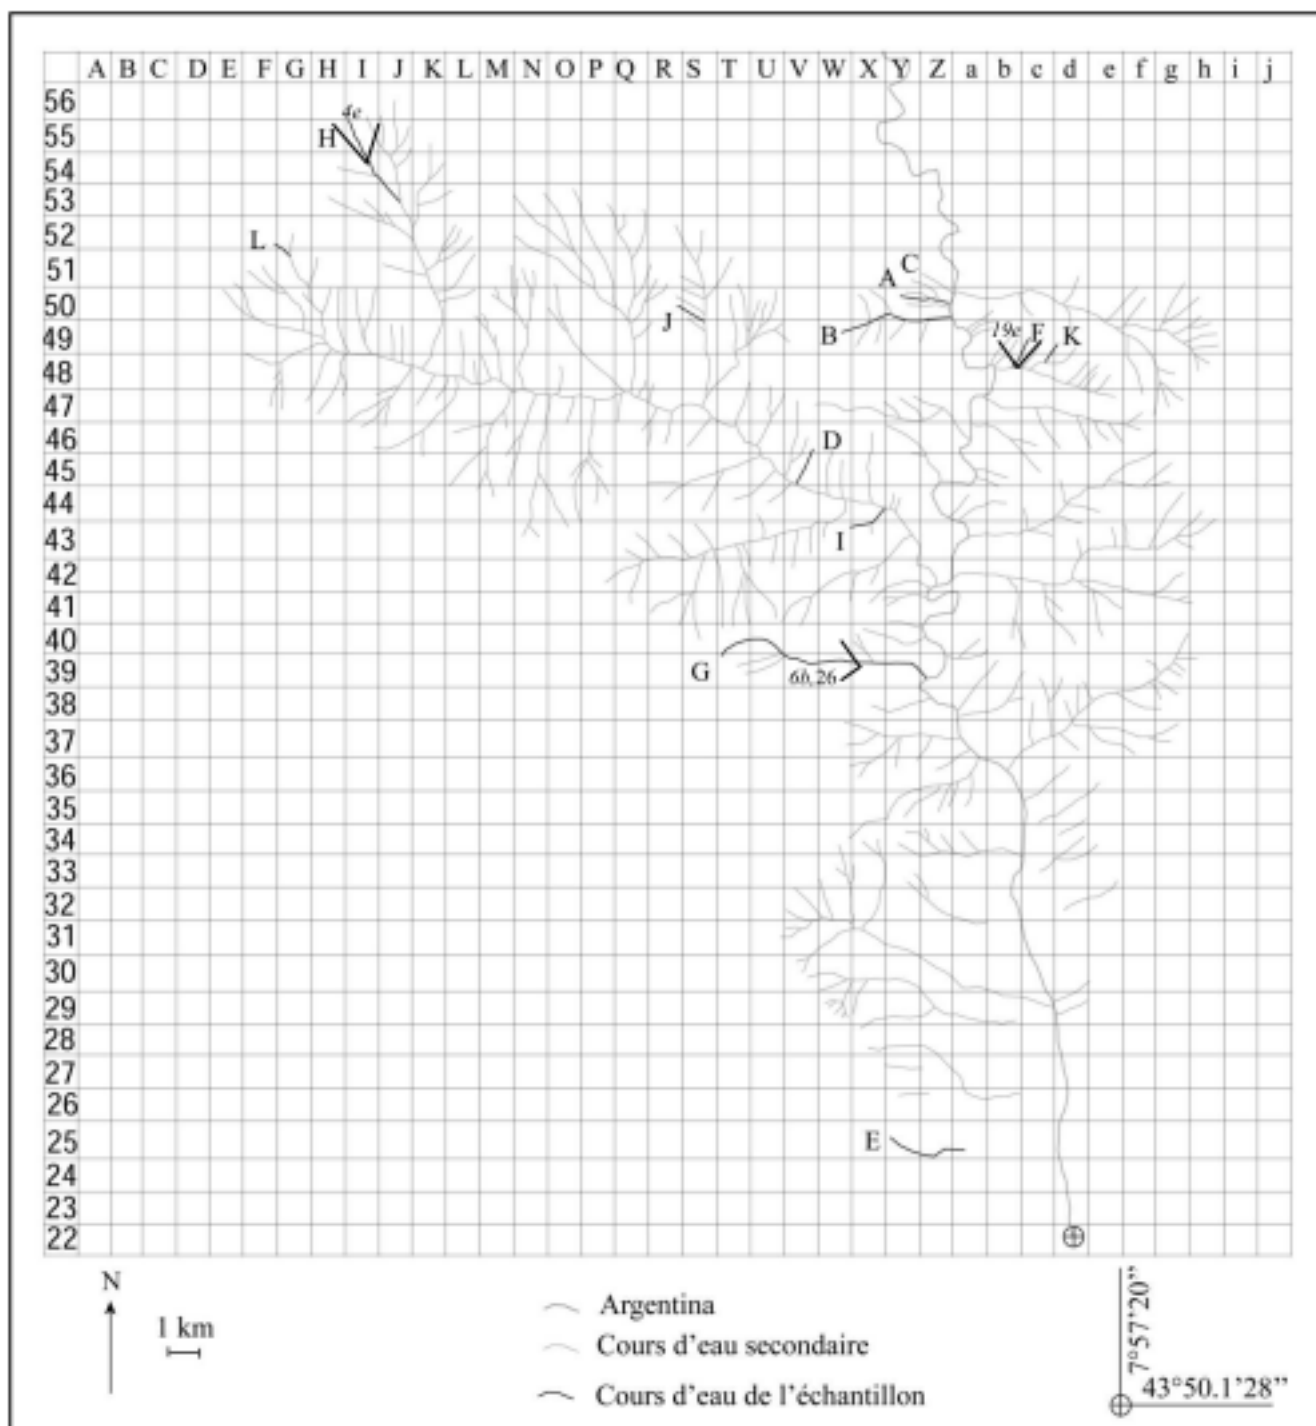 A B C D E F G H I J K L M N O P Q R S T U V W X Y Z a b c d e f g h i j
56
4e
55
H
54
53
52
L
51
C
A
50
J
B
49
19e F K
48
47
46
D
45
44
43
I
42
41
40
39
G
6b, 26
38
37
36
35
34
33
32
31
30
29
28
27
26
25
E
24
23
22
N
1 km
Argentina
Cours d’eau secondaire
Cours d’eau de l’échantillon
7°57’20”
43°50.1’28”